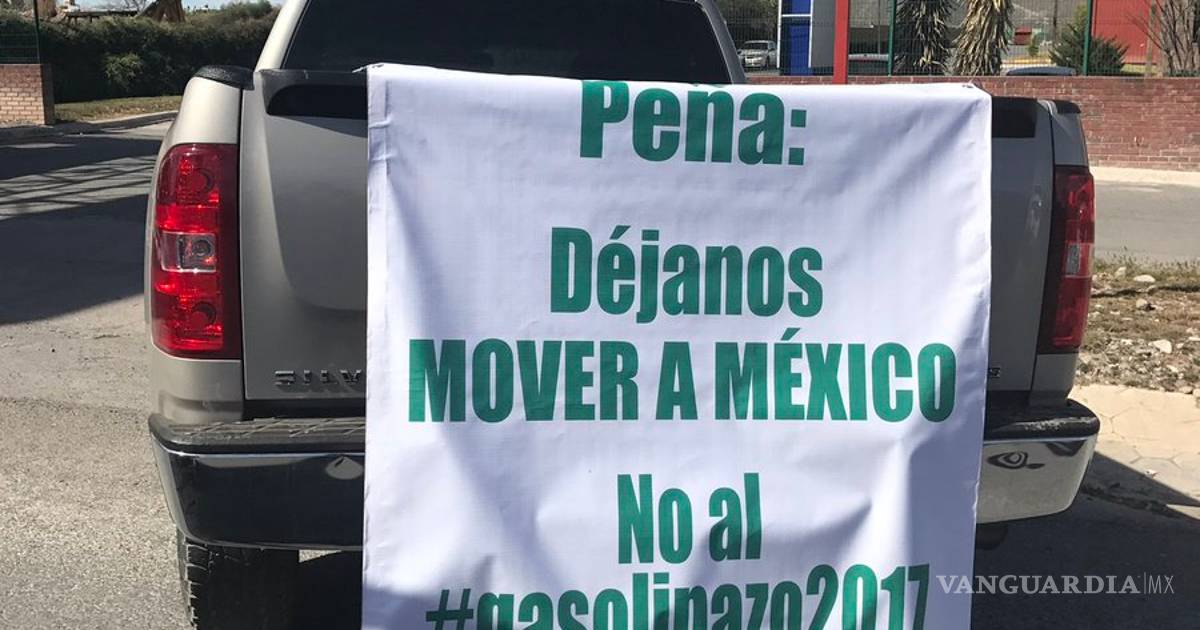 Peña:
Déjanos
MOVER A MÉXICO
No al
#gasolinazo2017
VANGUARDIA|MX